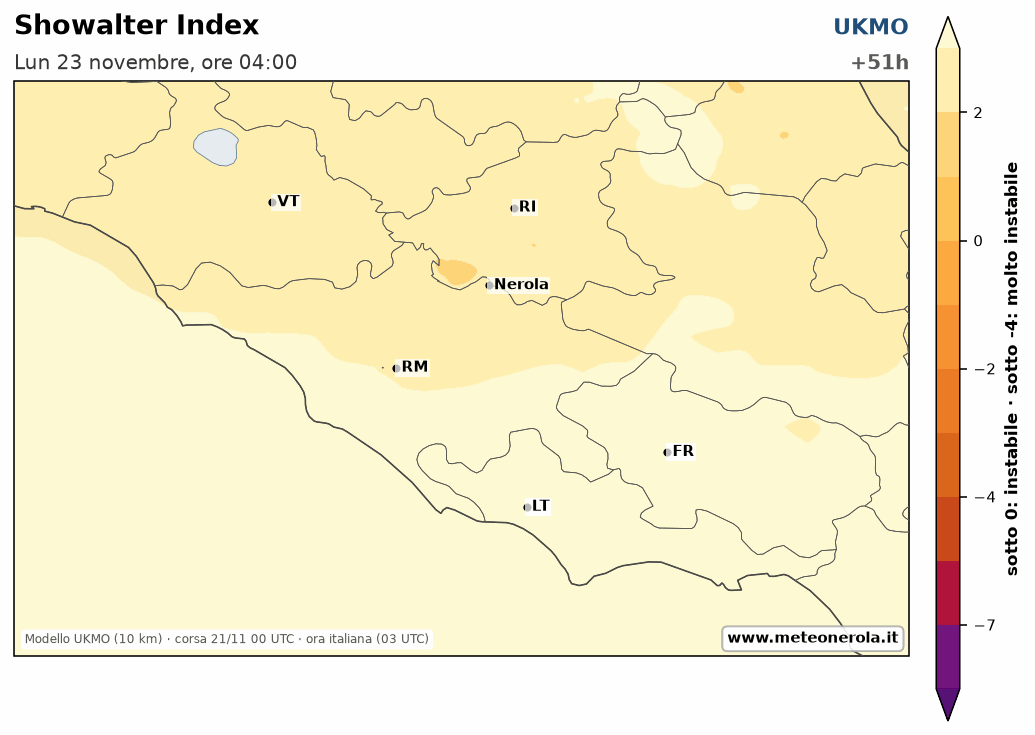 Showalter Index
UKMO
Lun 23 novembre, ore 04:00
+51h
VT
RI
Nerola
RM
FR
LT
2
0
−2
−4
−7
sotto 0: instabile · sotto -4: molto instabile
Modello UKMO (10 km) · corsa 21/11 00 UTC · ora italiana (03 UTC)
www.meteonerola.it